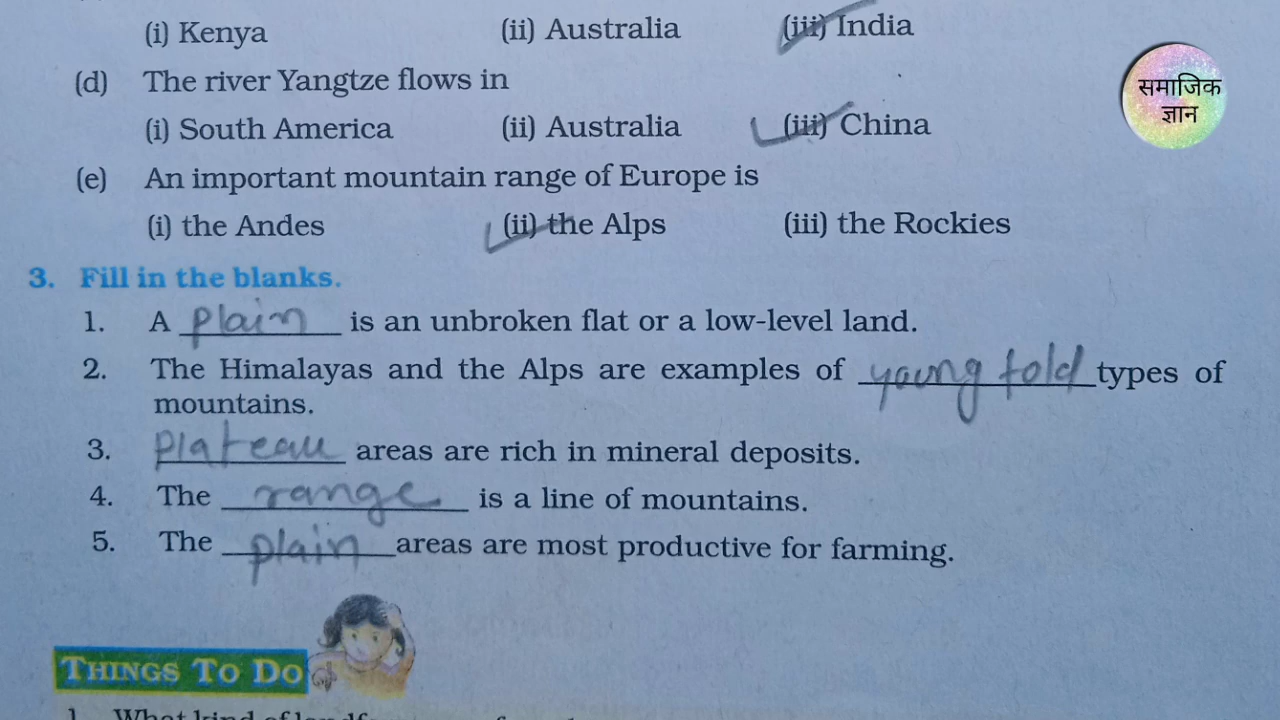 (i) Kenya (ii) Australia (iii) India
(d) The river Yangtze flows in
समाजिक
ज्ञान
(i) South America (ii) Australia (iii) China
(e) An important mountain range of Europe is
(i) the Andes (ii) the Alps (iii) the Rockies
3. Fill in the blanks.
1. A plain is an unbroken flat or a low-level land.
2. The Himalayas and the Alps are examples of young fold types of
mountains.
3. plateau areas are rich in mineral deposits.
4. The range is a line of mountains.
5. The plain areas are most productive for farming.
THINGS TO DO
1. What kind of